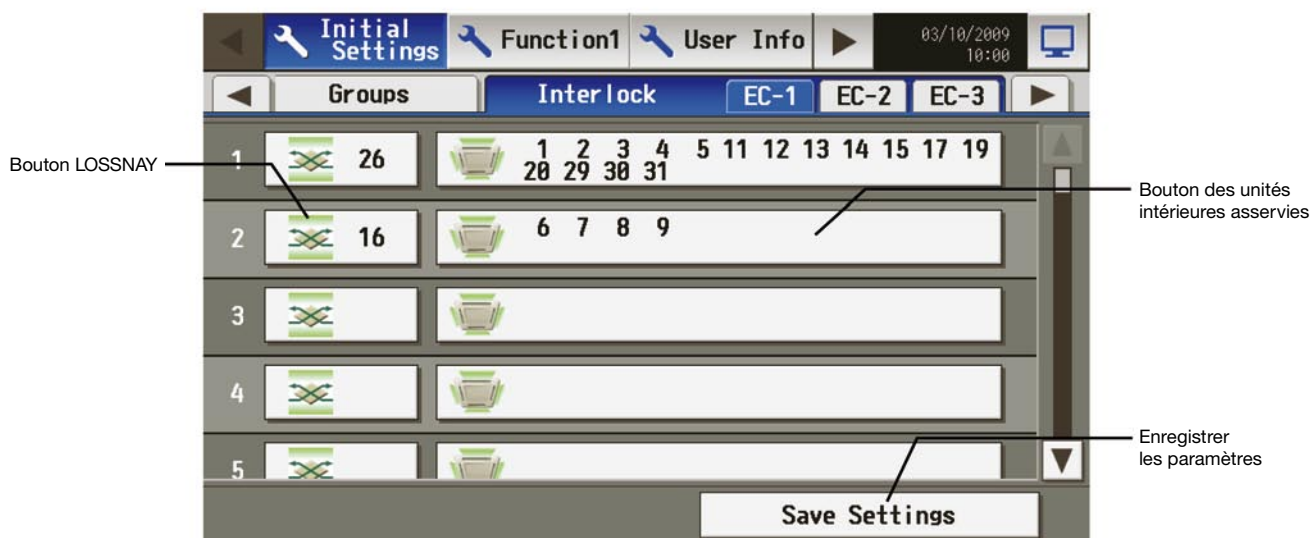 Initial
Settings
Function1
User Info
03/10/2009
10:00
Groups
Interlock
EC-1
EC-2
EC-3
Bouton LOSSNAY
1
26
1 2 3 4 5 11 12 13 14 15 17 19
20 29 30 31
Bouton des unités
intérieures asservies
2
16
6 7 8 9
3
4
Enregistrer
les paramètres
5
Save Settings